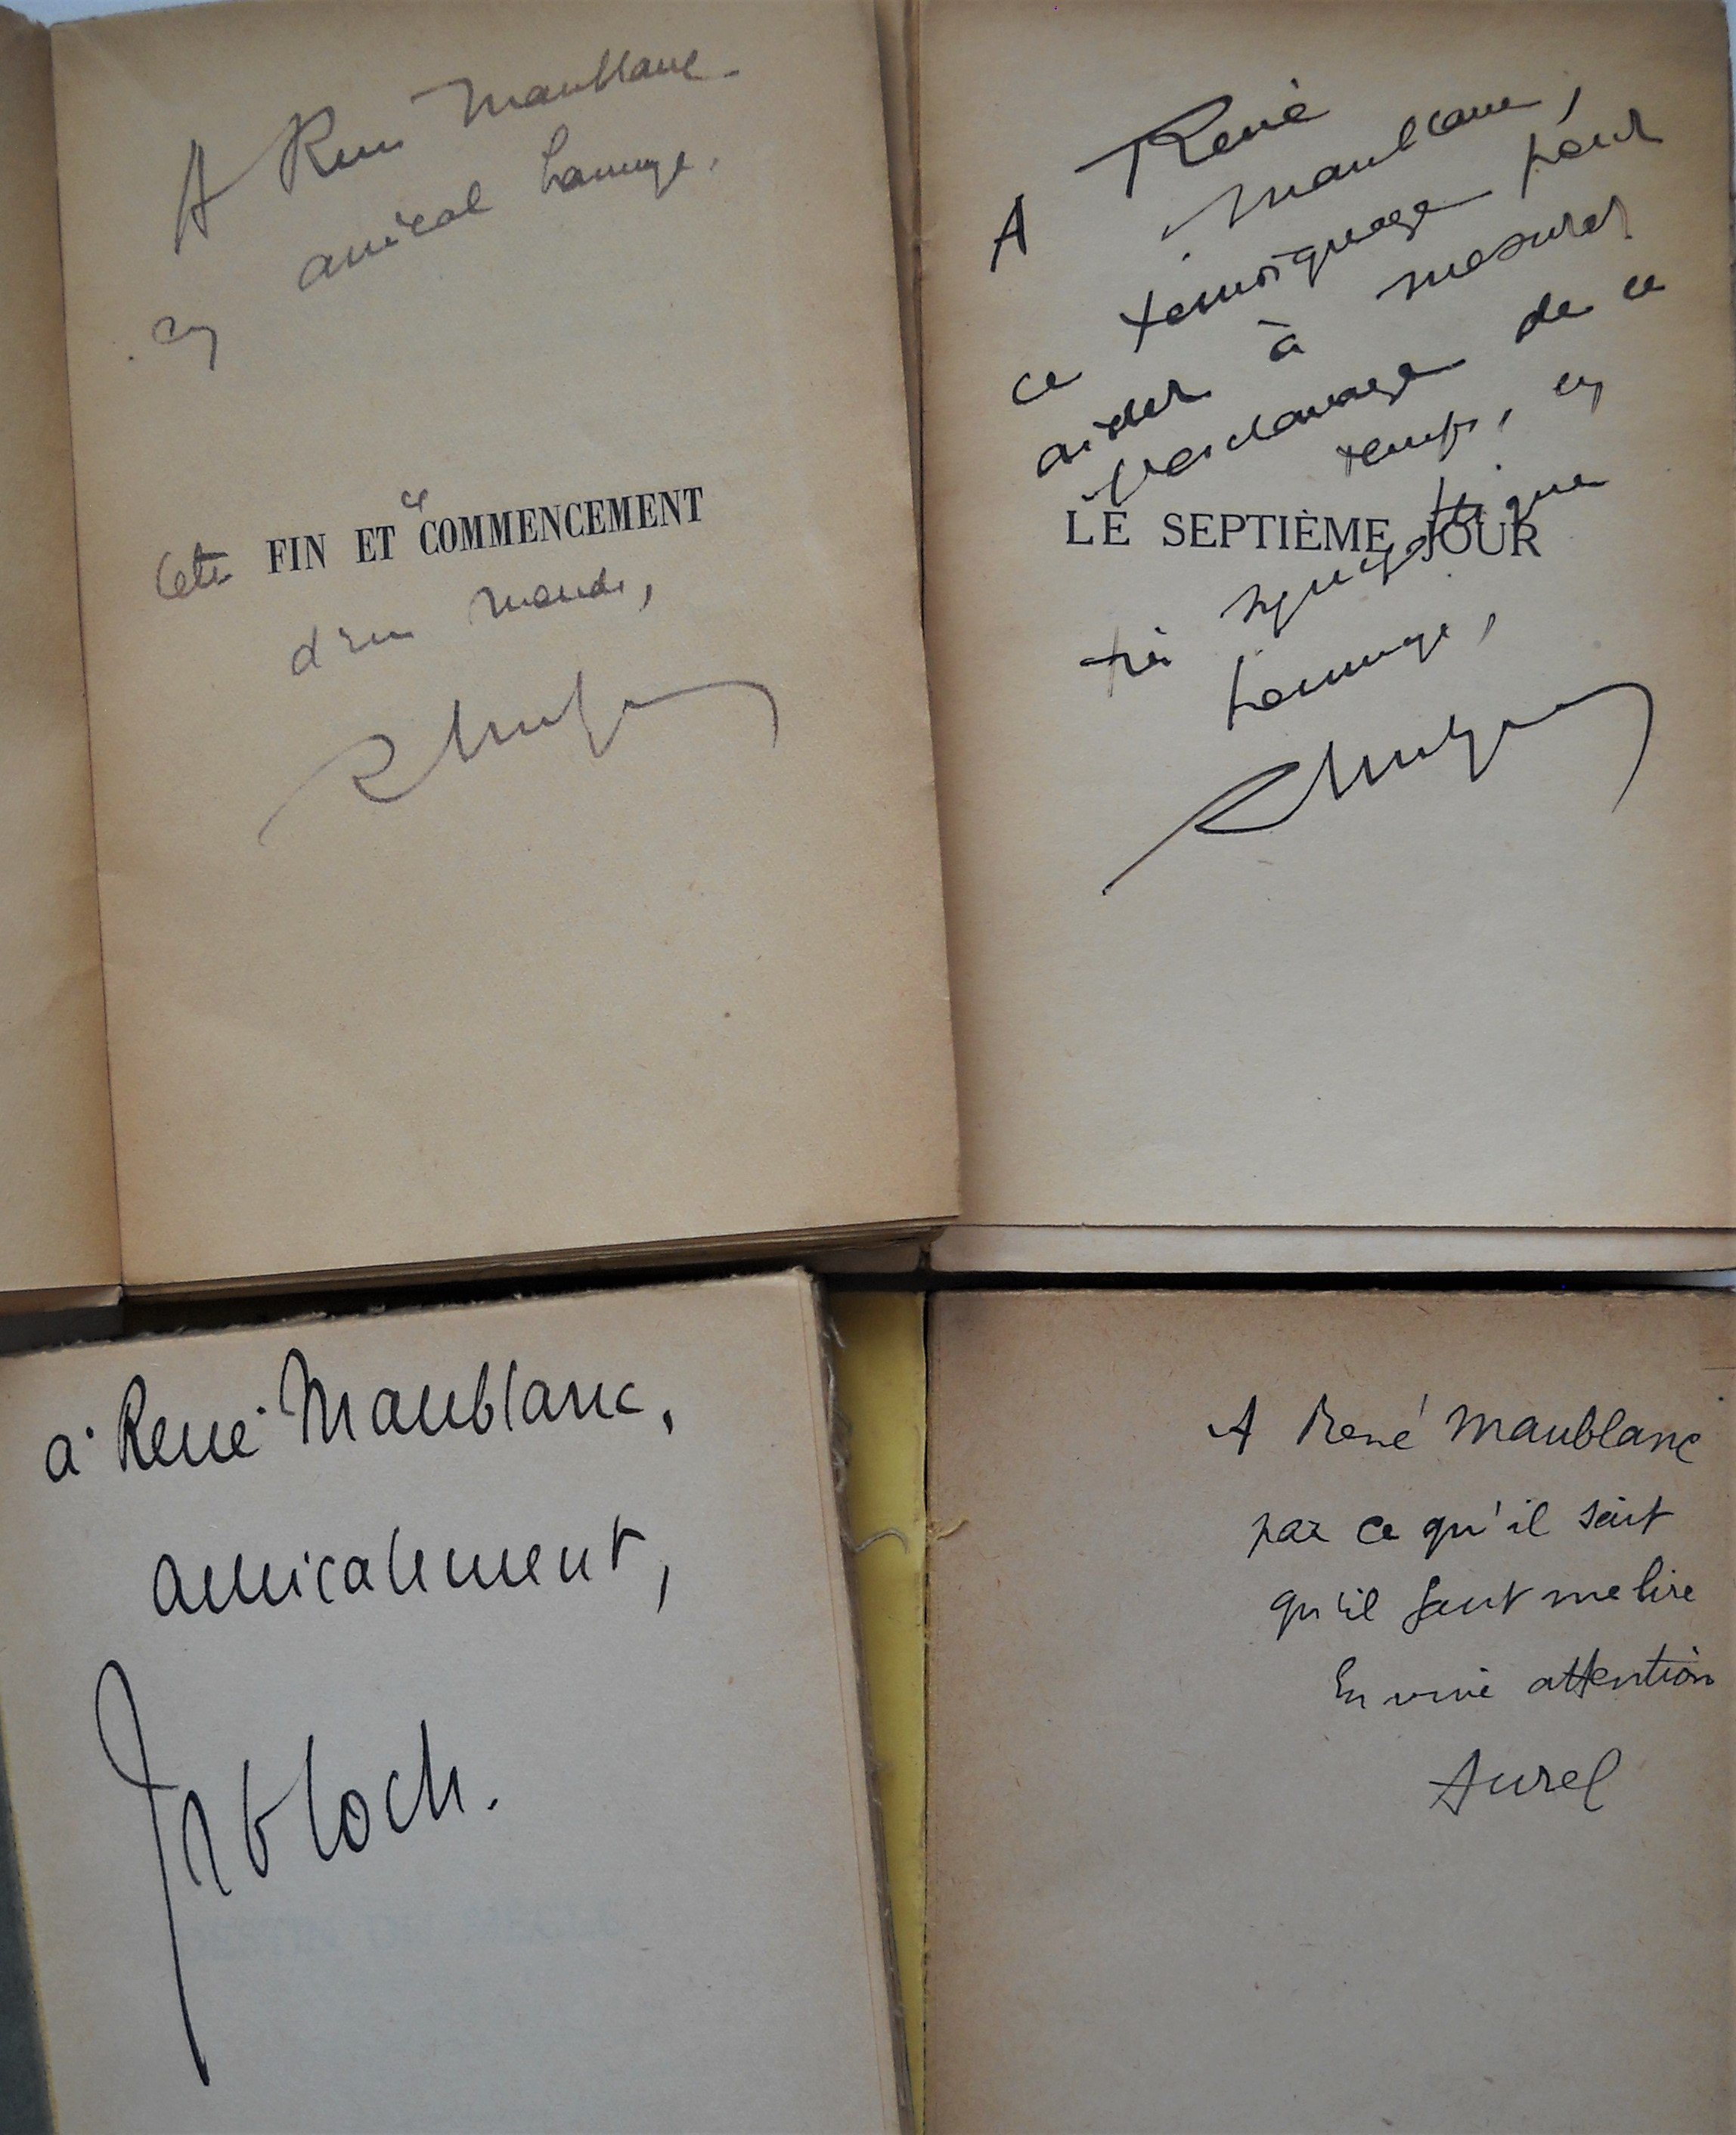 A René Maublanc
en amical hommage,
cette FIN ET ce COMMENCEMENT
d'un monde,
A René
Maublanc,
ce témoignage pour
aider à mesurer
l'esclavage de ce
temps, en
LE SEPTIÈME JOUR
très sympathique
hommage,
à René Maublanc,
amicalement,
JRBloch.
A René Maublanc
par ce qu'il sait
qu'il faut me lire
En vive attention
Aurel